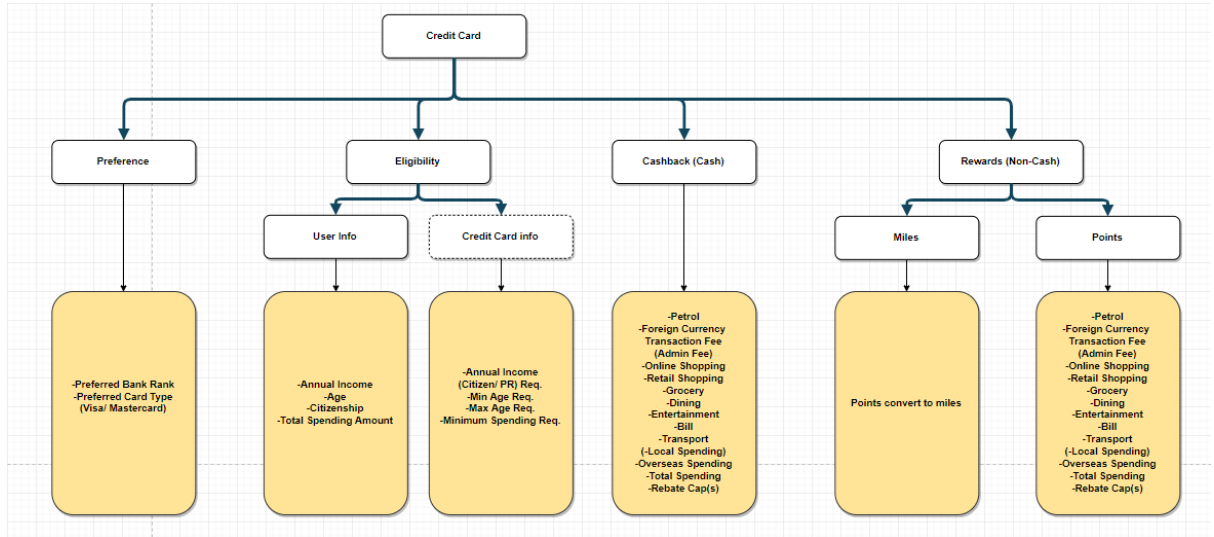 Credit Card
Preference
Eligibility
Cashback (Cash)
Rewards (Non-Cash)
User Info
Credit Card info
Miles
Points
-Preferred Bank Rank
-Preferred Card Type
(Visa/ Mastercard)
-Annual Income
-Age
-Citizenship
-Total Spending Amount
-Annual Income
(Citizen/ PR) Req.
-Min Age Req.
-Max Age Req.
-Minimum Spending Req.
-Petrol
-Foreign Currency
Transaction Fee
(Admin Fee)
-Online Shopping
-Retail Shopping
-Grocery
-Dining
-Entertainment
-Bill
-Transport
(-Local Spending)
-Overseas Spending
-Total Spending
-Rebate Cap(s)
Points convert to miles
-Petrol
-Foreign Currency
Transaction Fee
(Admin Fee)
-Online Shopping
-Retail Shopping
-Grocery
-Dining
-Entertainment
-Bill
-Transport
(-Local Spending)
-Overseas Spending
-Total Spending
-Rebate Cap(s)